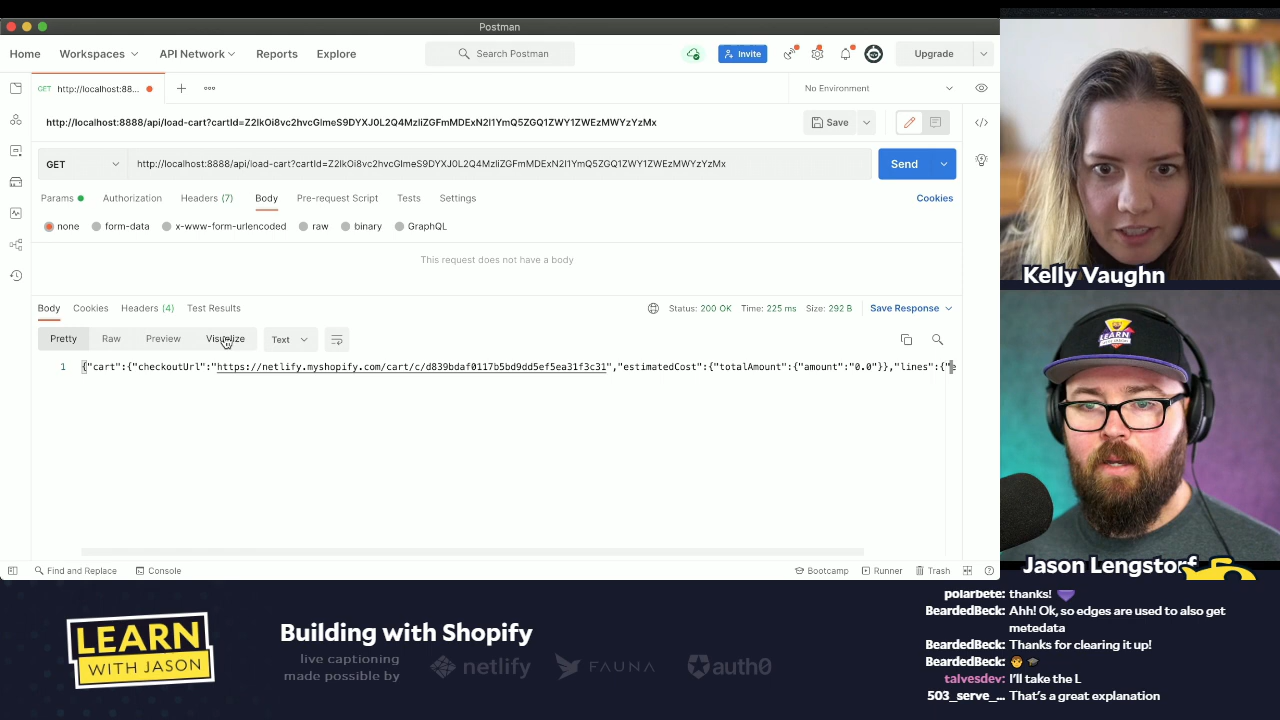 Postman
Home Workspaces API Network Reports Explore Search Postman Invite Upgrade
GET http://localhost:88... No Environment
http://localhost:8888/api/load-cart?cartId=Z2lkOi8vc2hvcGlmeS9DYXJ0L2Q4MzliZGFmMDExN2I1YmQ5ZGQ1ZWY1ZWEzMWYzYzMx Save
GET http://localhost:8888/api/load-cart?cartId=Z2lkOi8vc2hvcGlmeS9DYXJ0L2Q4MzliZGFmMDExN2I1YmQ5ZGQ1ZWY1ZWEzMWYzYzMx Send
Params Authorization Headers (7) Body Pre-request Script Tests Settings Cookies
none form-data x-www-form-urlencoded raw binary GraphQL
This request does not have a body
Body Cookies Headers (4) Test Results Status: 200 OK Time: 225 ms Size: 292 B Save Response
Pretty Raw Preview Visualize Text
1 {"cart":{"checkoutUrl":"https://netlify.myshopify.com/cart/c/d839bdaf0117b5bd9dd5ef5ea31f3c31","estimatedCost":{"totalAmount":{"amount":"0.0"}},"lines":{"e
Find and Replace Console Bootcamp Runner Trash
Kelly Vaughn
LEARN
WITH JASON
Jason Lengstorf
LEARN
WITH JASON
Building with Shopify
live captioning
made possible by
netlify FAUNA auth0
polarbete: thanks! 💜
BeardedBeck: Ahh! Ok, so edges are used to also get
metedata
BeardedBeck: Thanks for clearing it up!
BeardedBeck: 👨‍🎓
talvesdev: I'll take the L
503_serve_... That's a great explanation